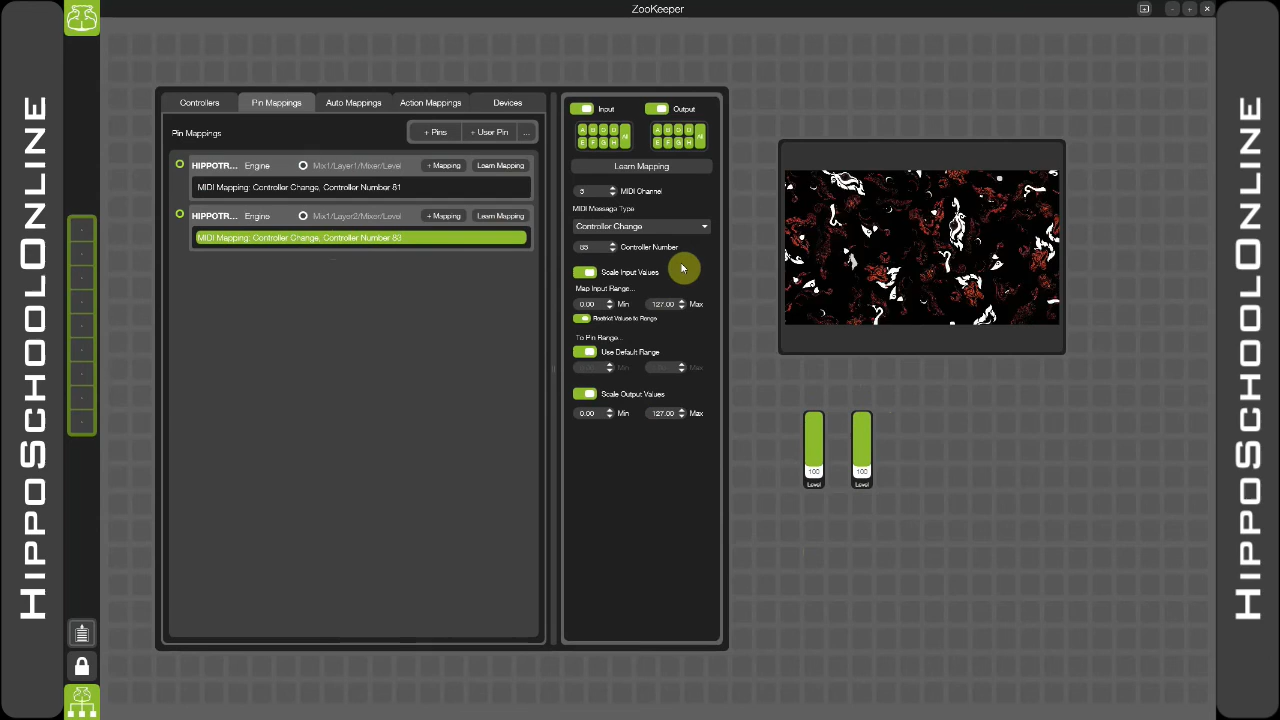 ZooKeeper
HIPPOSCHOOLONLINE
Controllers
Pin Mappings
Auto Mappings
Action Mappings
Devices
Pin Mappings
+ Pins
+ User Pin
...
HIPPOTR... Engine Mix1/Layer1/Mixer/Level + Mapping Learn Mapping
MIDI Mapping: Controller Change, Controller Number 81
HIPPOTR... Engine Mix1/Layer2/Mixer/Level + Mapping Learn Mapping
MIDI Mapping: Controller Change, Controller Number 83
Input
Output
A B C D All
E F G H
A B C D All
E F G H
Learn Mapping
3 MIDI Channel
MIDI Message Type
Controller Change
83 Controller Number
Scale Input Values
Map Input Range...
0.00 Min 127.00 Max
Restrict Values to Range
To Pin Range...
Use Default Range
Min Max
Scale Output Values
0.00 Min 127.00 Max
100
Level
100
Level
HIPPOSCHOOLONLINE